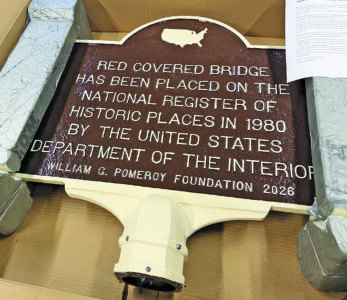 RED COVERED BRIDGE
HAS BEEN PLACED ON THE
NATIONAL REGISTER OF
HISTORIC PLACES IN 1980
BY THE UNITED STATES
DEPARTMENT OF THE INTERIOR
WILLIAM G. POMEROY FOUNDATION 2026